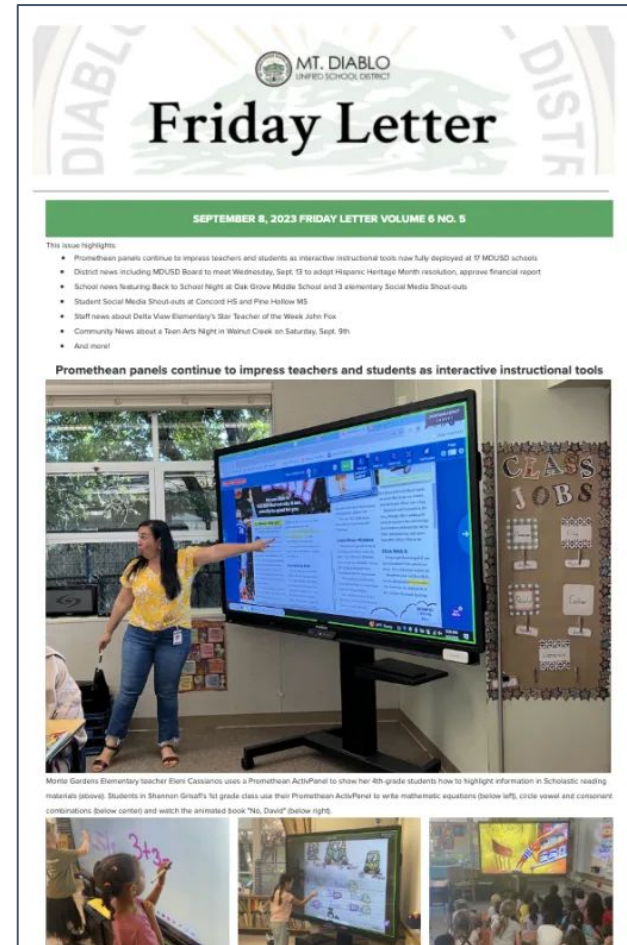 MT. DIABLO
UNIFIED SCHOOL DISTRICT
Friday Letter
SEPTEMBER 8, 2023 FRIDAY LETTER VOLUME 6 NO. 5
This issue highlights:
• Promethean panels continue to impress teachers and students as interactive instructional tools now fully deployed at 17 MDUSD schools
• District news including MDUSD Board to meet Wednesday, Sept. 13 to adopt Hispanic Heritage Month resolution, approve financial report
• School news featuring Back to School Night at Oak Grove Middle School and 3 elementary Social Media Shout-outs
• Student Social Media Shout-outs at Concord HS and Pine Hollow MS
• Staff news about Delta View Elementary's Star Teacher of the Week John Fox
• Community News about a Teen Arts Night in Walnut Creek on Saturday, Sept. 9th
• And more!
Promethean panels continue to impress teachers and students as interactive instructional tools
CLASS
JOBS
Monte Gardens Elementary teacher Eleni Cassianos uses a Promethean ActivPanel to show her 4th-grade students how to highlight information in Scholastic reading
materials (above). Students in Shannon Grisafi's 1st grade class use their Promethean ActivPanel to write mathematic equations (below left), circle vowel and consonant
combinations (below center) and watch the animated book "No, David" (below right).
3+3